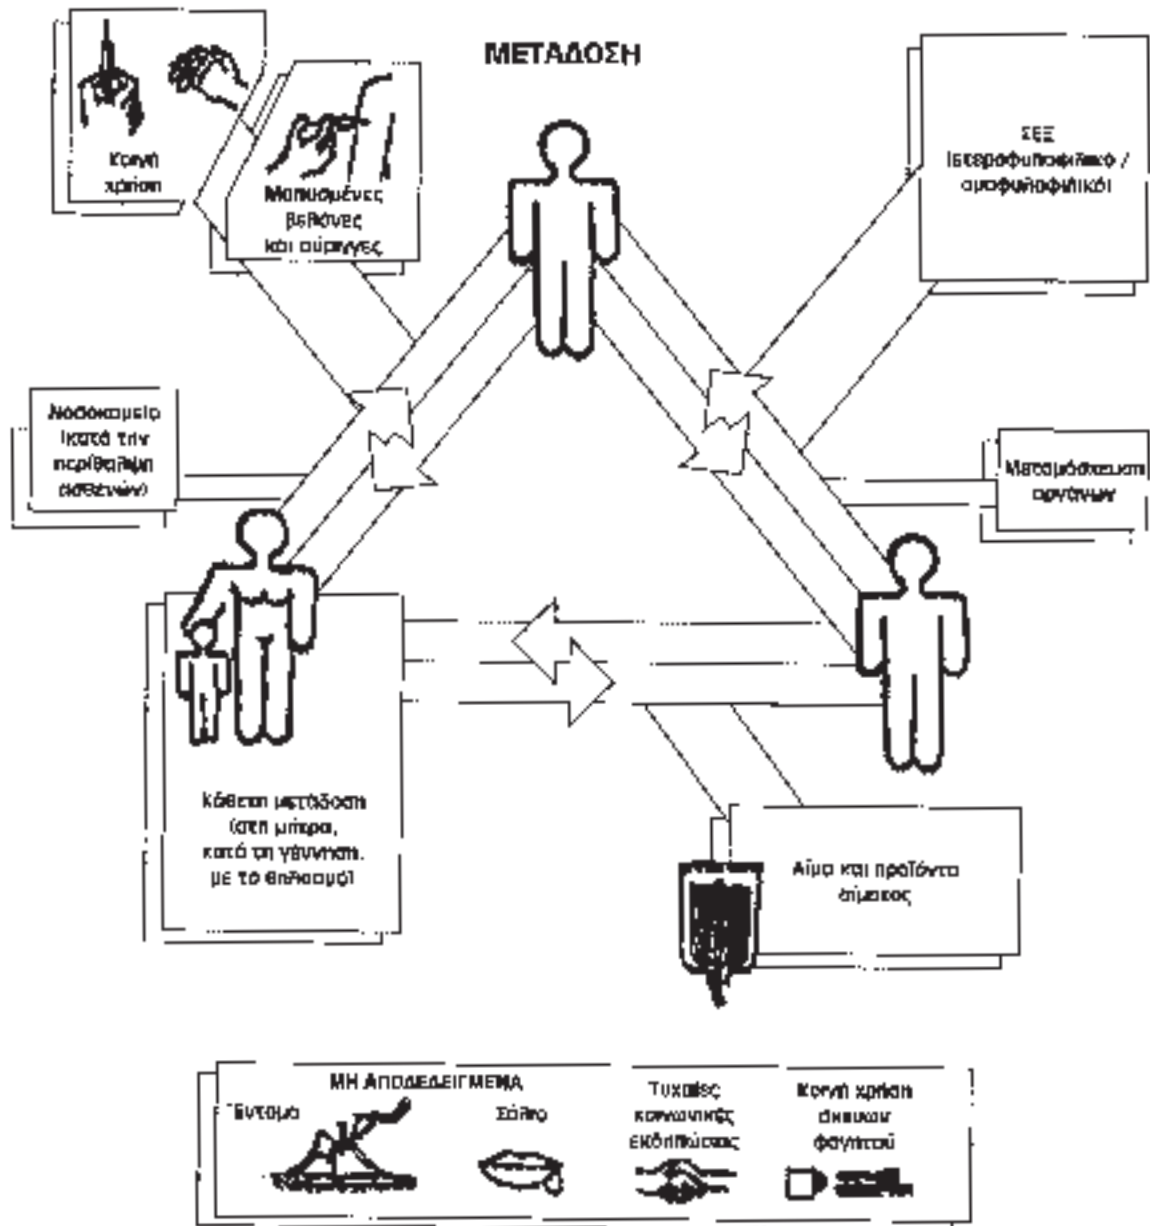 ΜΕΤΑΔΟΣΗ
Κοινή
χρήση
Μολυσμένες
βελόνες
και σύριγγες
ΣΕΞ
(ετεροφυλοφιλικό /
ομοφυλοφιλικό)
Νοσοκομείο
(κατά την
περίθαλψη
ασθενών)
Μεταμόσχευση
οργάνων
Κάθετη μετάδοση
(στη μήτρα,
κατά τη γέννηση,
με το θηλασμό)
Αίμα και προϊόντα
αίματος
ΜΗ ΑΠΟΔΕΔΕΙΓΜΕΝΑ
Έντομα
Σάλιο
Τυχαίες
κοινωνικές
εκδηλώσεις
Κοινή χρήση
σκευών
φαγητού